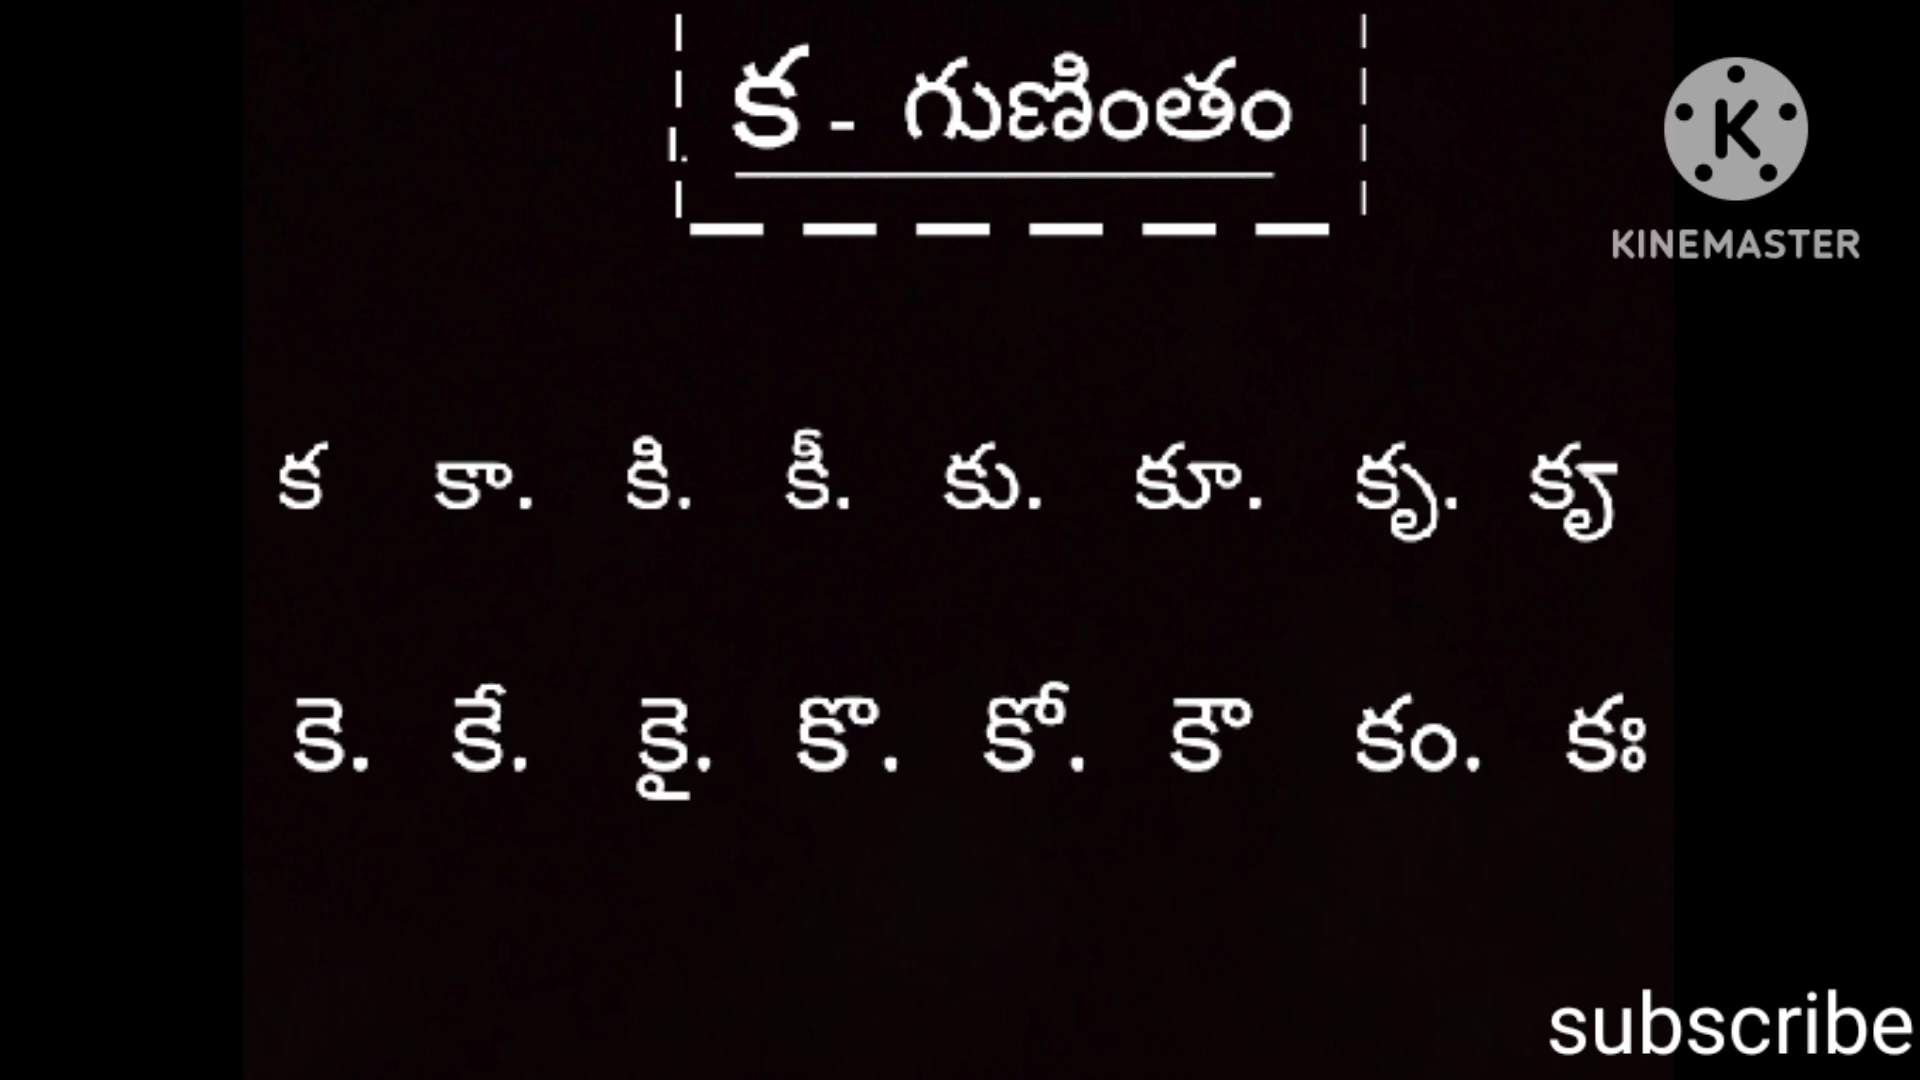 క - గుణింతం
KINEMASTER
క కా. కి. కీ. కు. కూ. కృ. కౄ
కె. కే. కై. కొ. కో. కౌ కం. కః
subscribe